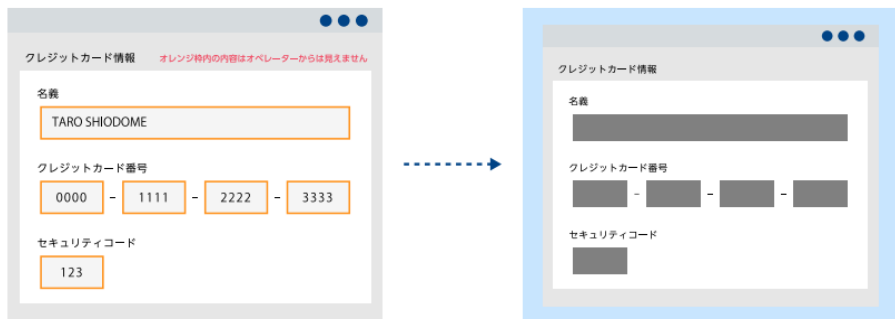 クレジットカード情報 オレンジ枠内の内容はオペレーターからは見えません
名義
TARO SHIODOME
クレジットカード番号
0000 - 1111 - 2222 - 3333
セキュリティコード
123
クレジットカード情報
名義
クレジットカード番号
- - -
セキュリティコード